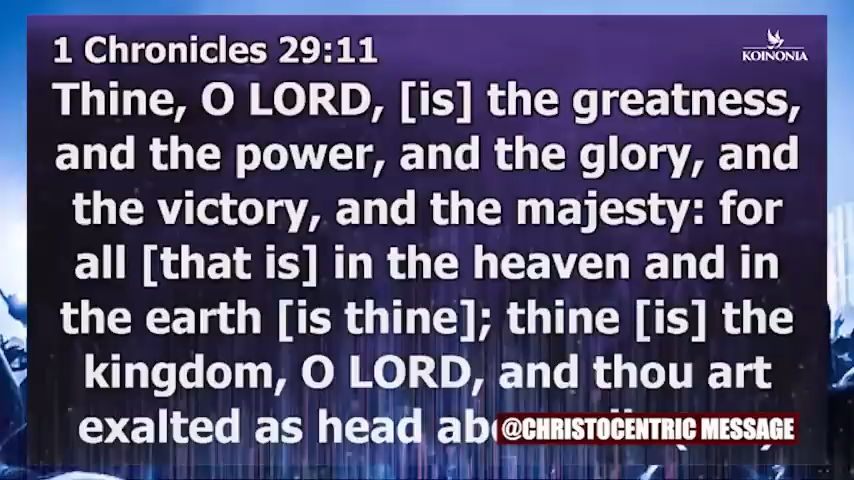 1 Chronicles 29:11
KOINONIA
Thine, O LORD, [is] the greatness,
and the power, and the glory, and
the victory, and the majesty: for
all [that is] in the heaven and in
the earth [is thine]; thine [is] the
kingdom, O LORD, and thou art
exalted as head
@CHRISTOCENTRIC MESSAGE